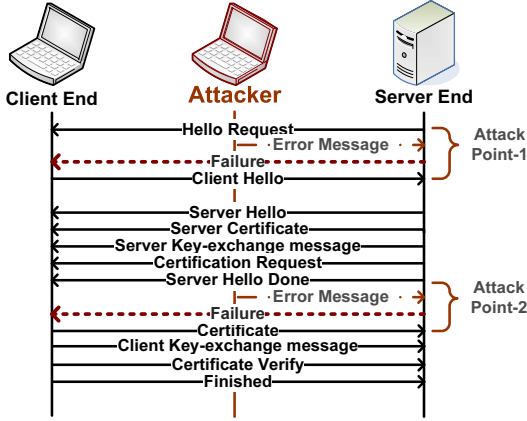 Client End
Attacker
Server End
Hello Request
Error Message
Failure
Client Hello
Attack
Point-1
Server Hello
Server Certificate
Server Key-exchange message
Certification Request
Server Hello Done
Error Message
Failure
Certificate
Attack
Point-2
Client Key-exchange message
Certificate Verify
Finished